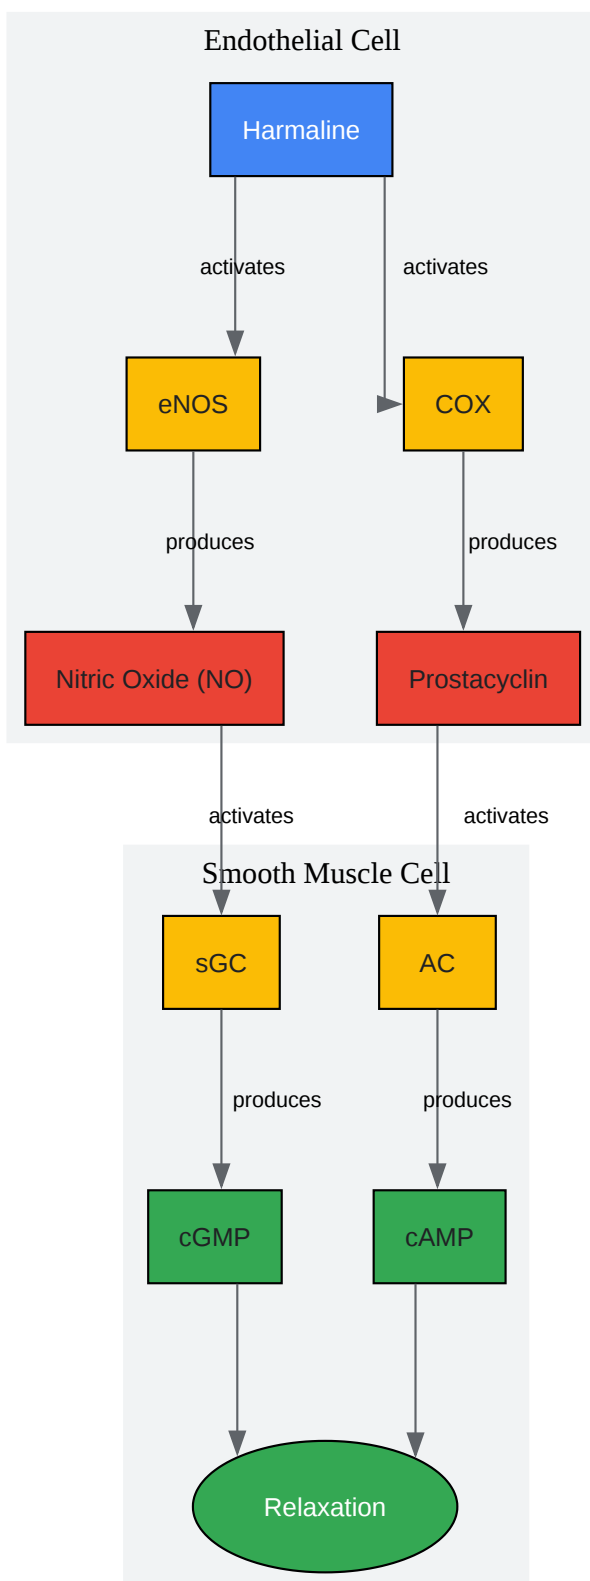 Endothelial Cell
Harmaline
activates
activates
eNOS
COX
produces
produces
Nitric Oxide (NO)
Prostacyclin
activates
activates
Smooth Muscle Cell
sGC
AC
produces
produces
cGMP
cAMP
Relaxation